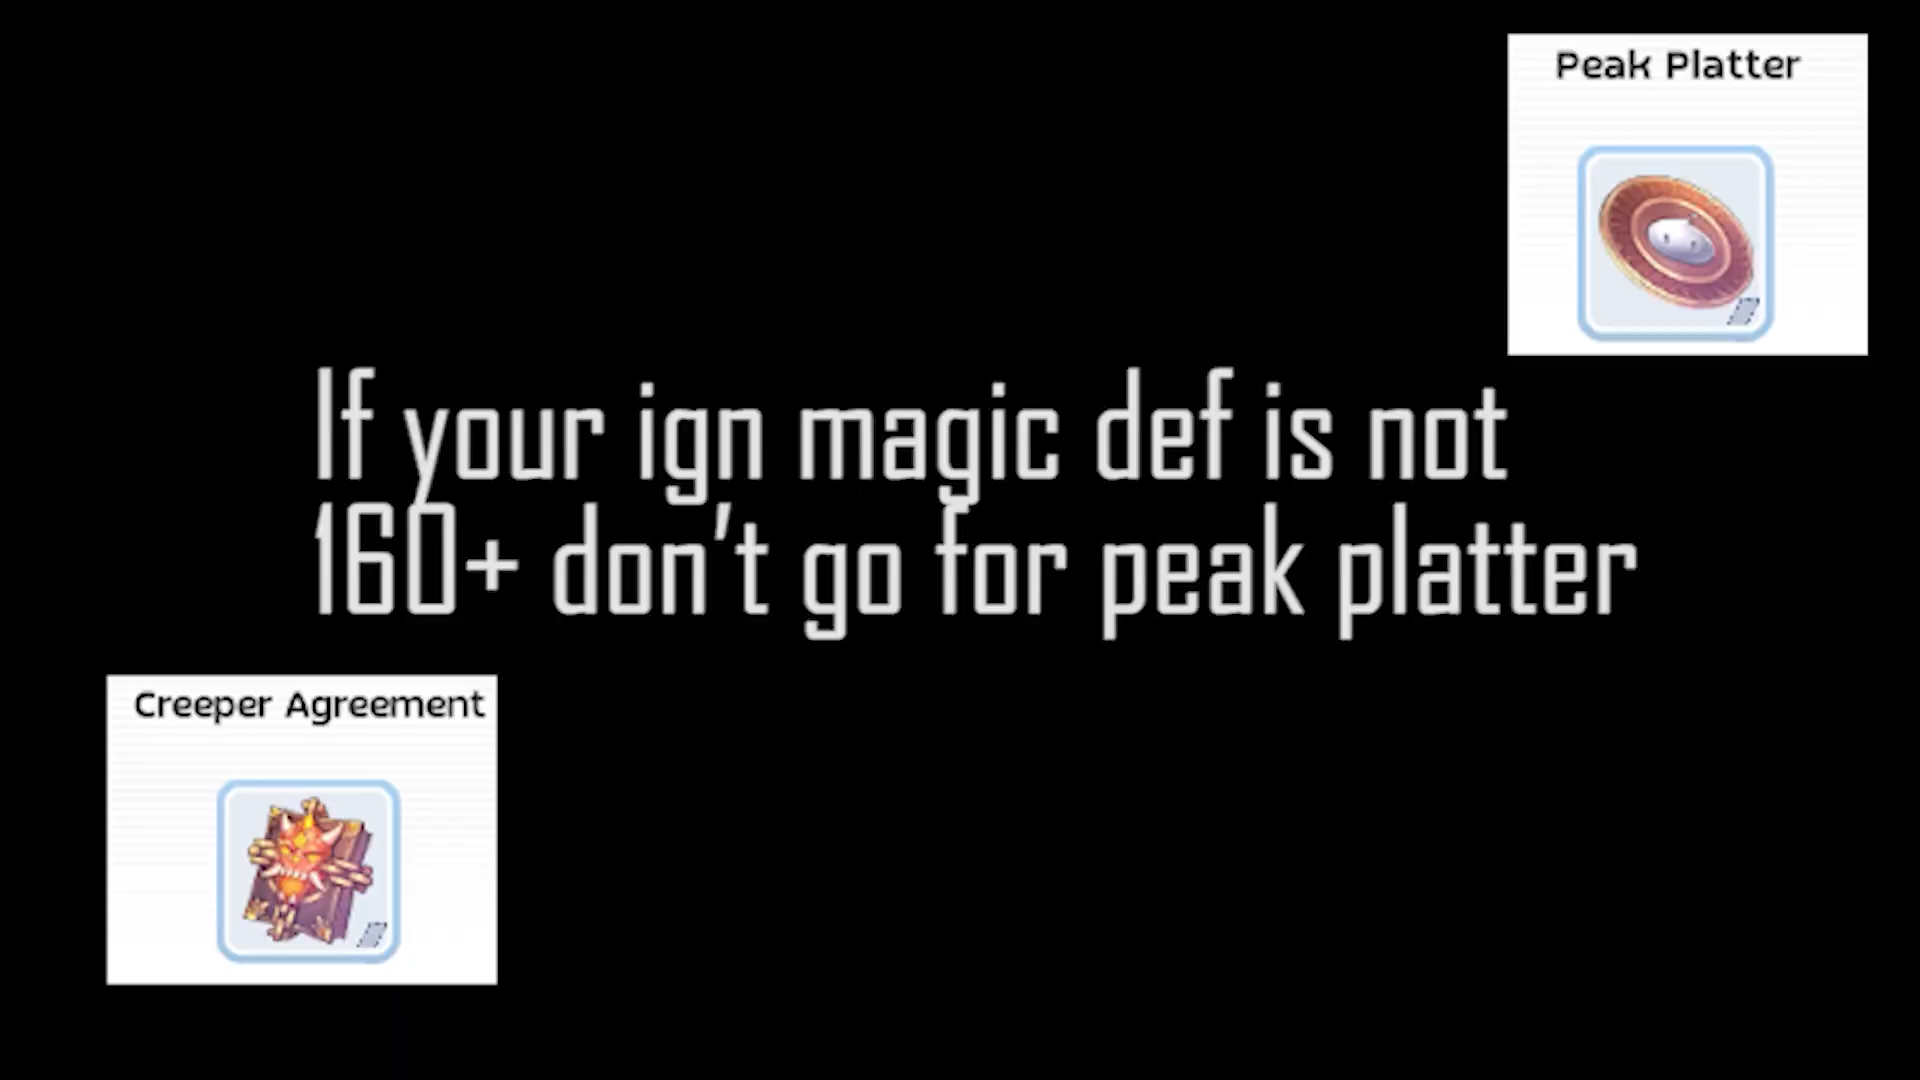 Peak Platter
If your ign magic def is not
160+ don't go for peak platter
Creeper Agreement